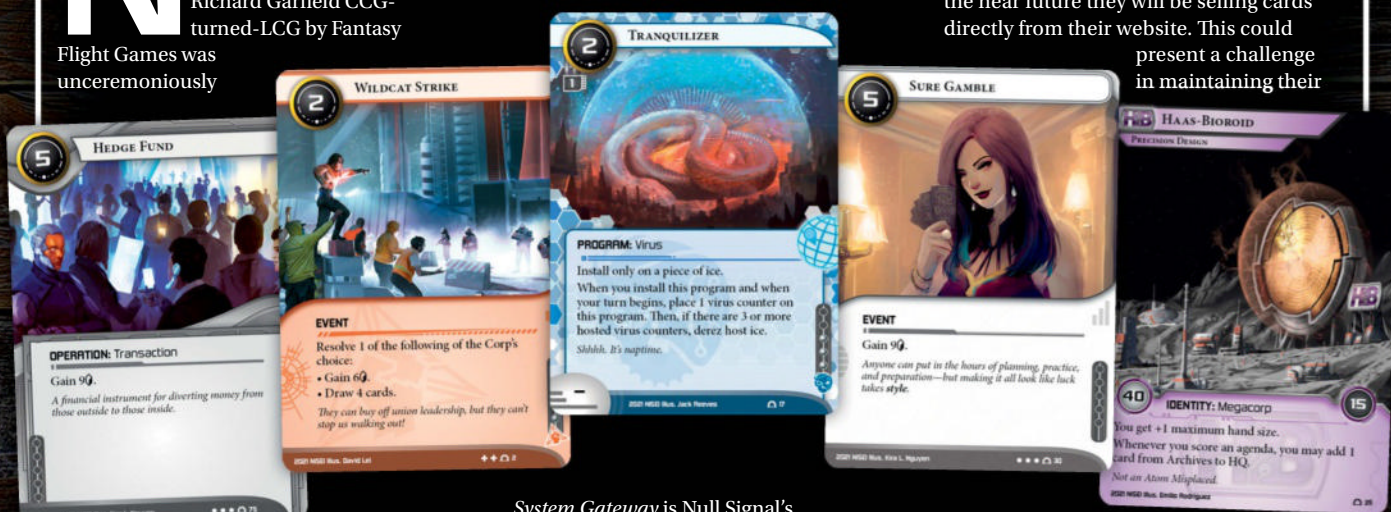 N
Richard Garfield CCG-
turned-LCG by Fantasy
Flight Games was
unceremoniously
the near future they will be selling cards
directly from their website. This could
present a challenge
in maintaining their
5
HEDGE FUND
OPERATION: Transaction
Gain 9
A financial instrument for diverting money from
those outside to those inside.
2
WILDCAT STRIKE
EVENT
Resolve 1 of the following of the Corp's
choice:
• Gain 6
• Draw 4 cards.
They can buy off union leadership, but they can't
stop us walking out!
2021 NISEI Illus. David Lei
2
2
1
TRANQUILIZER
PROGRAM: Virus
Install only on a piece of ice.
When you install this program and when
your turn begins, place 1 virus counter on
this program. Then, if there are 3 or more
hosted virus counters, derez host ice.
Shhhh. It's naptime.
2021 NISEI Illus. Jack Reeves
17
5
SURE GAMBLE
EVENT
Gain 9
Anyone can put in the hours of planning, practice,
and preparation—but making it all look like luck
takes style.
2021 NISEI Illus. Kira L. Nguyen
30
HB HAAS-BIOROID
PRECISION DESIGN
HB
40
IDENTITY: Megacorp
15
You get +1 maximum hand size.
Whenever you score an agenda, you may add 1
card from Archives to HQ.
Not an Atom Misplaced.
2021 NISEI Illus. Emilio Rodriguez
System Gateway is Null Signal's